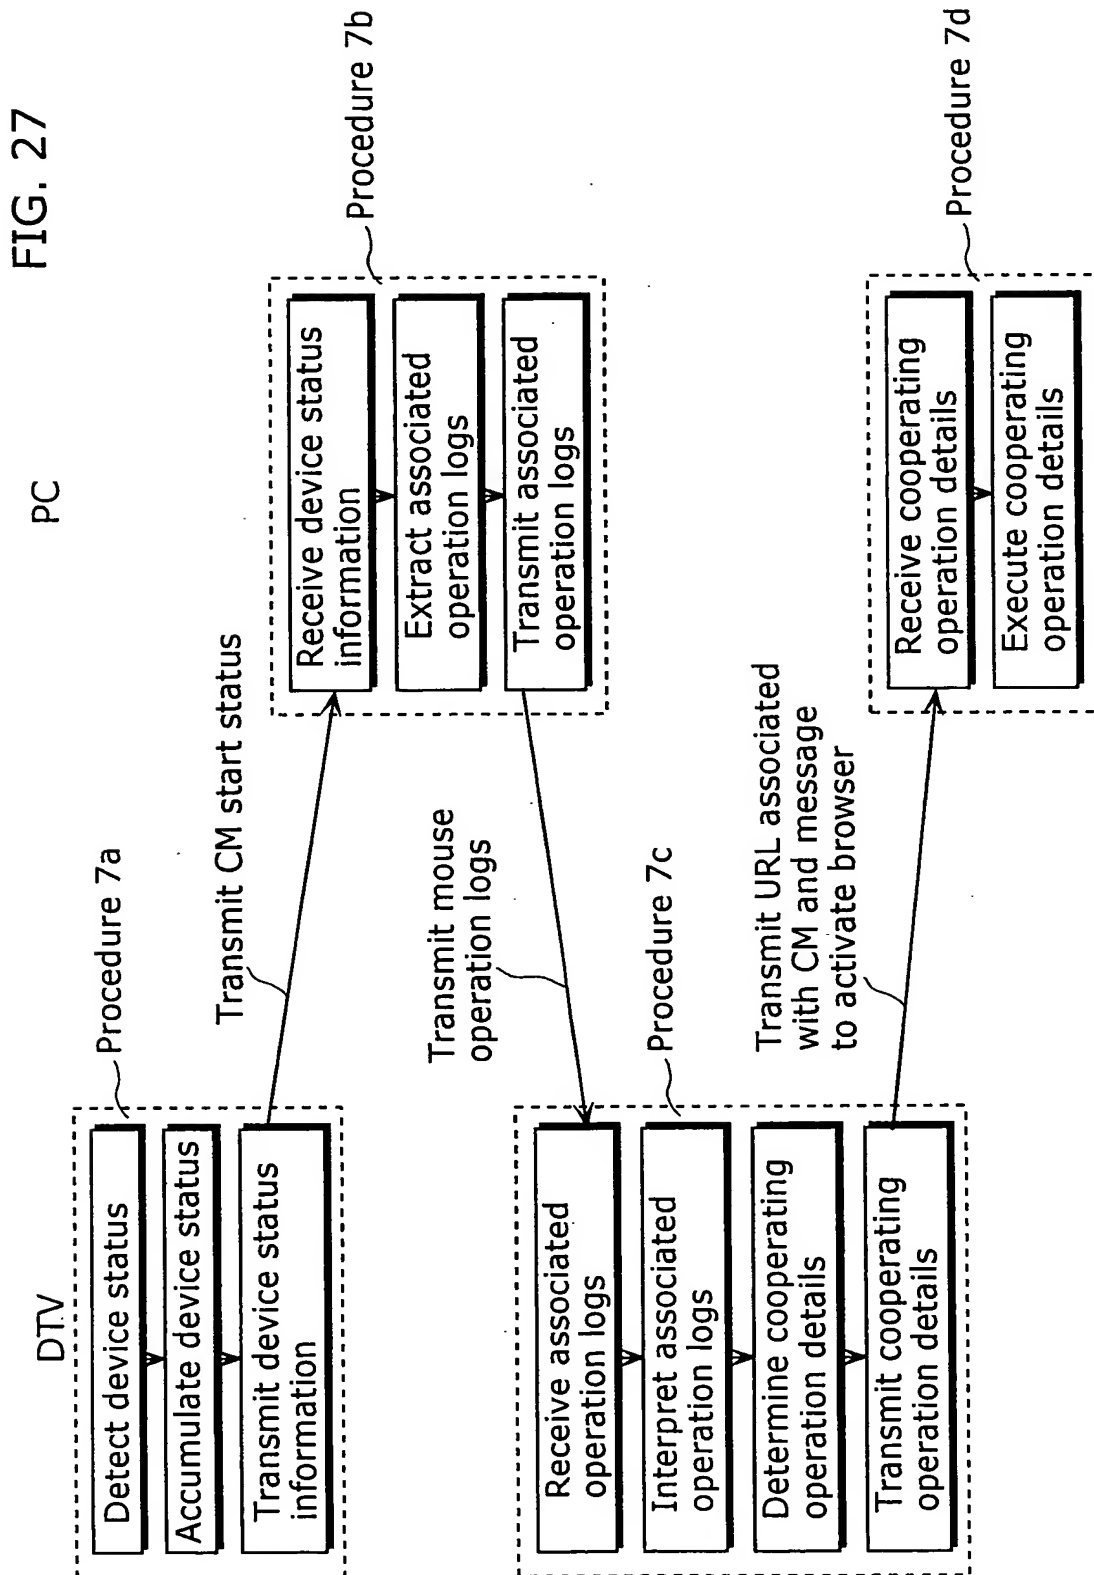 FIG. 27
DTV
PC
Procedure 7a
Detect device status
Accumulate device status
Transmit device status
information
Transmit CM start status
Procedure 7b
Receive device status
information
Extract associated
operation logs
Transmit associated
operation logs
Transmit mouse
operation logs
Procedure 7c
Receive associated
operation logs
Interpret associated
operation logs
Determine cooperating
operation details
Transmit cooperating
operation details
Transmit URL associated
with CM and message
to activate browser
Procedure 7d
Receive cooperating
operation details
Execute cooperating
operation details